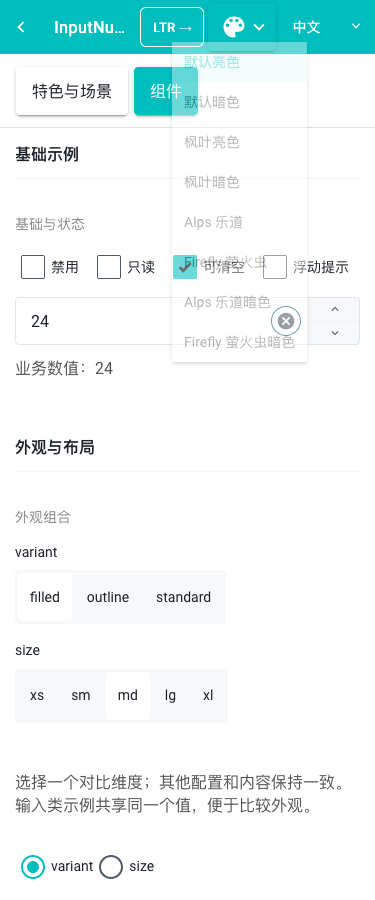 InputNu...
LTR →
中文
默认亮色
默认暗色
枫叶亮色
枫叶暗色
Alps 乐道
Firefly 萤火虫
Alps 乐道暗色
Firefly 萤火虫暗色
特色与场景
组件
基础示例
基础与状态
禁用
只读
可清空
浮动提示
24
业务数值：24
外观与布局
外观组合
variant
filled
outline
standard
size
xs
sm
md
lg
xl
选择一个对比维度；其他配置和内容保持一致。
输入类示例共享同一个值，便于比较外观。
variant
size